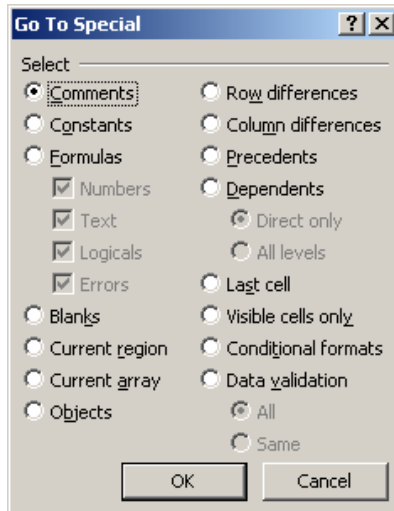 Go To Special
Select
Comments
Constants
Formulas
Numbers
Text
Logicals
Errors
Blanks
Current region
Current array
Objects
Row differences
Column differences
Precedents
Dependents
Direct only
All levels
Last cell
Visible cells only
Conditional formats
Data validation
All
Same
OK
Cancel